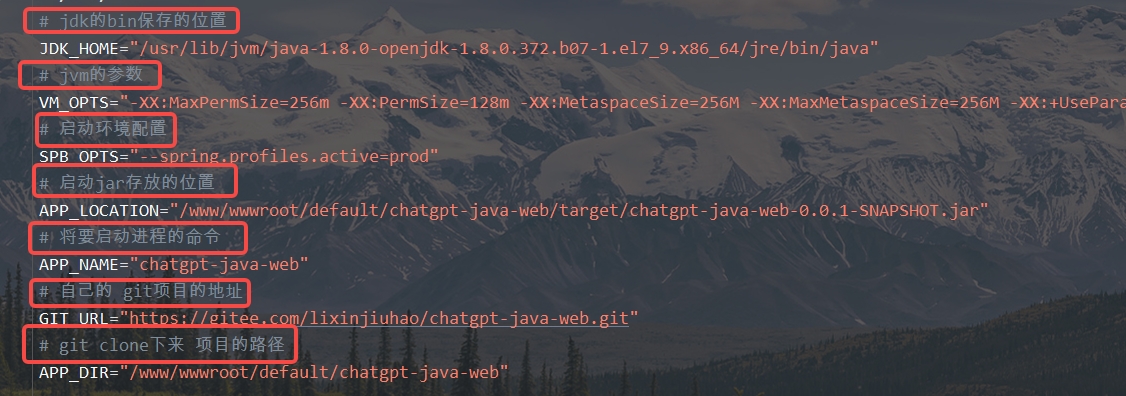 # jdk的bin保存的位置
JDK_HOME="/usr/lib/jvm/java-1.8.0-openjdk-1.8.0.372.b07-1.el7_9.x86_64/jre/bin/java"
# jvm的参数
VM_OPTS="-XX:MaxPermSize=256m -XX:PermSize=128m -XX:MetaspaceSize=256M -XX:MaxMetaspaceSize=256M -XX:+UsePara
# 启动环境配置
SPB_OPTS="--spring.profiles.active=prod"
# 启动jar存放的位置
APP_LOCATION="/www/wwwroot/default/chatgpt-java-web/target/chatgpt-java-web-0.0.1-SNAPSHOT.jar"
# 将要启动进程的命令
APP_NAME="chatgpt-java-web"
# 自己的 git项目的地址
GIT_URL="https://gitee.com/lixinjiuhao/chatgpt-java-web.git"
# git clone下来 项目的路径
APP_DIR="/www/wwwroot/default/chatgpt-java-web"